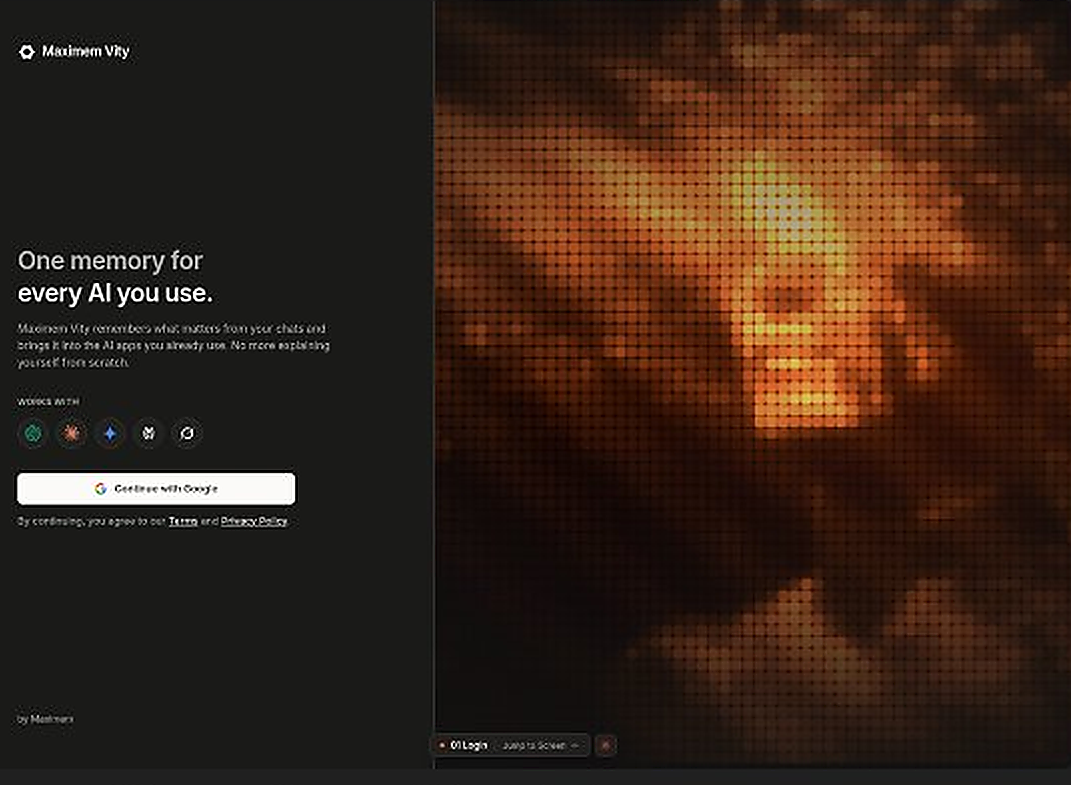 Maximem Vity
One memory for
every AI you use.
Maximem Vity remembers what matters from your chats and
brings it into the AI apps you already use. No more explaining
yourself from scratch.
WORKS WITH
Continue with Google
By continuing, you agree to our Terms and Privacy Policy.
by Maximem
01 Login Jump to Screen